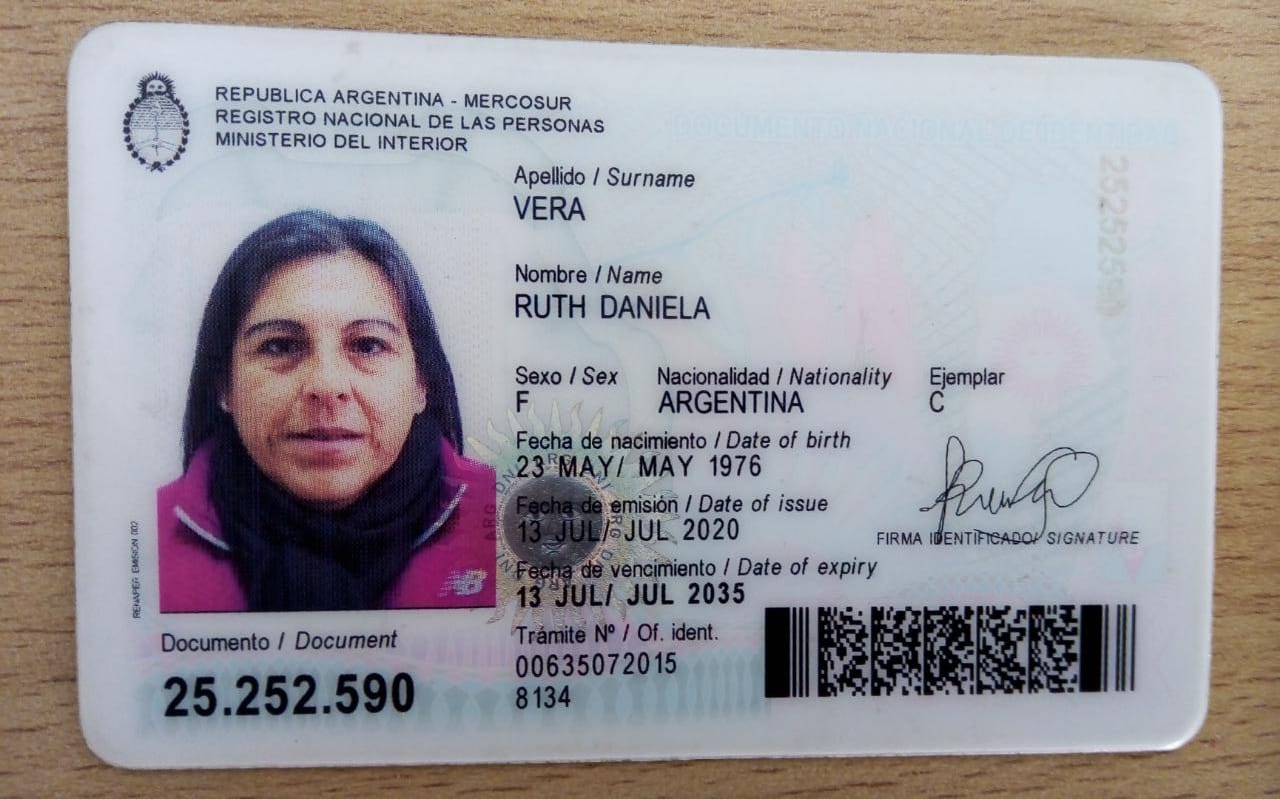 REPUBLICA ARGENTINA - MERCOSUR
REGISTRO NACIONAL DE LAS PERSONAS
MINISTERIO DEL INTERIOR
DOCUMENTO NACIONAL DE IDENTIDAD
Apellido / Surname
VERA
Nombre / Name
RUTH DANIELA
Sexo / Sex Nacionalidad / Nationality Ejemplar
F ARGENTINA C
Fecha de nacimiento / Date of birth
23 MAY/ MAY 1976
Fecha de emisión / Date of issue
13 JUL/ JUL 2020
FIRMA IDENTIFICADO/ SIGNATURE
Fecha de vencimiento / Date of expiry
13 JUL/ JUL 2035
Documento / Document
25.252.590
Trámite Nº / Of. ident.
00635072015
8134
25252590
RENAPER EMISION 002